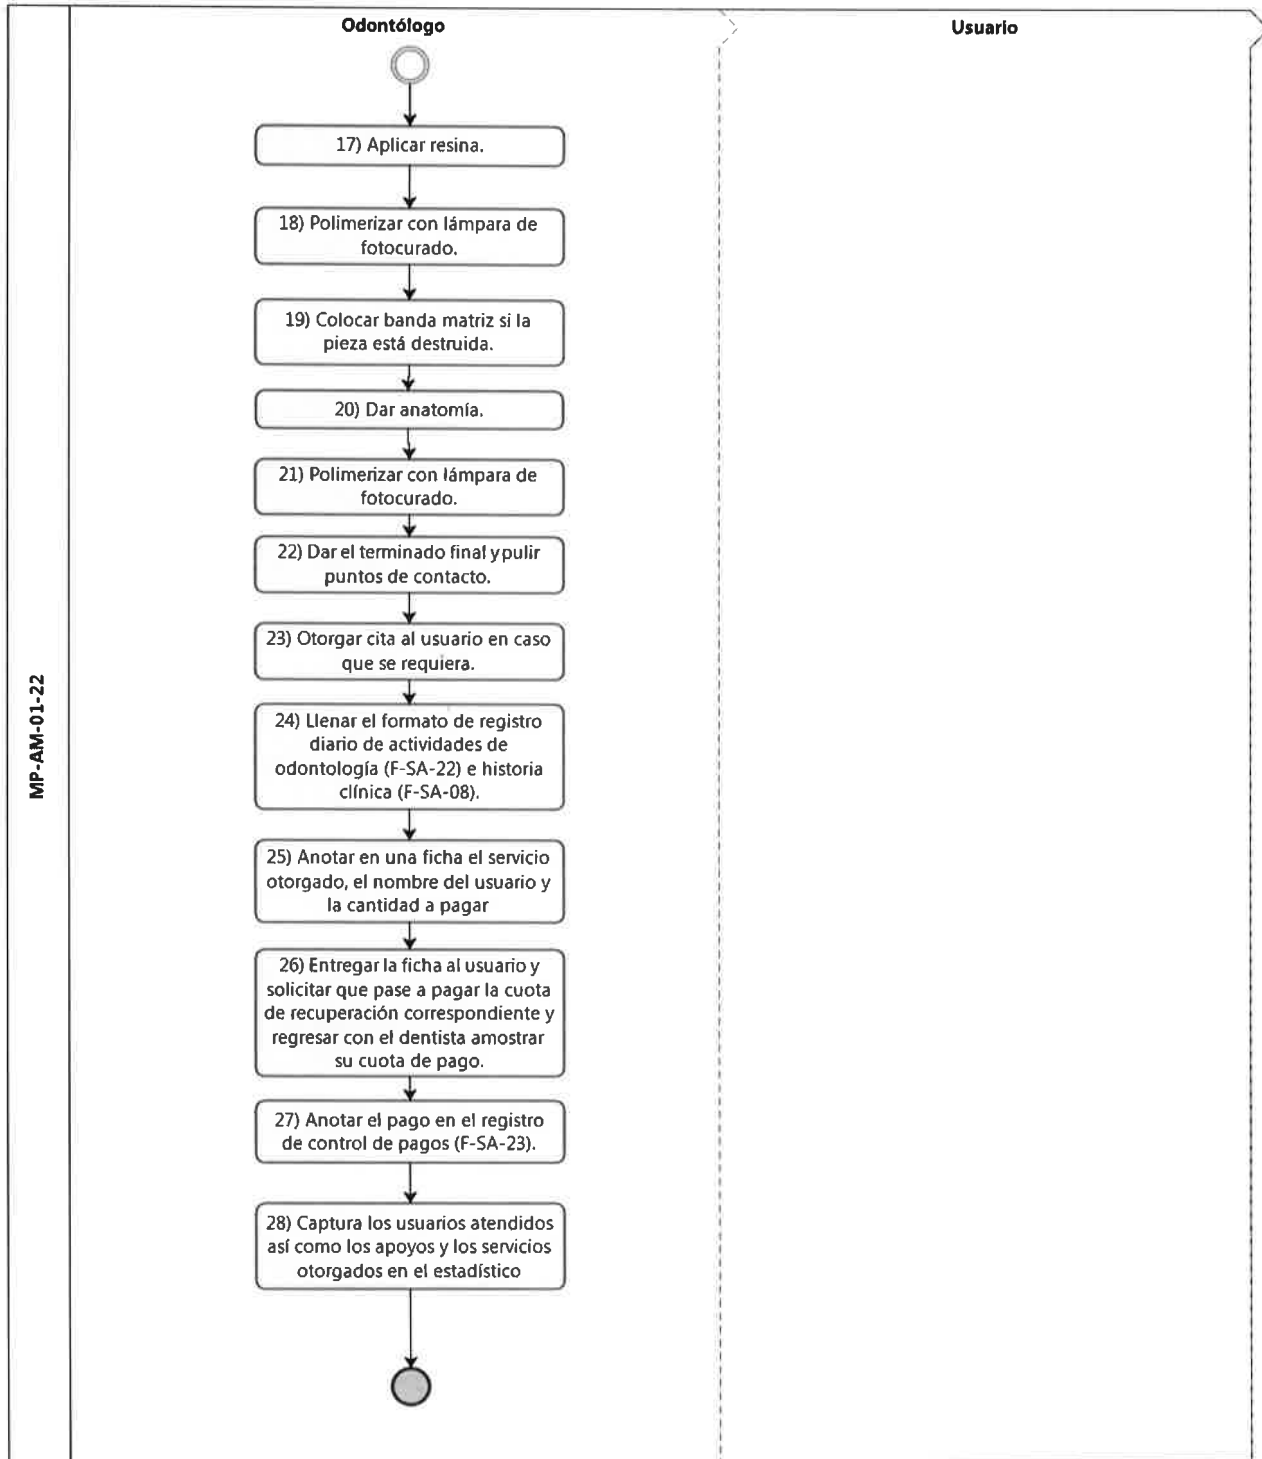 Odontólogo
Usuario
MP-AM-01-22
17) Aplicar resina.
18) Polimerizar con lámpara de
fotocurado.
19) Colocar banda matriz si la
pieza está destruida.
20) Dar anatomía.
21) Polimerizar con lámpara de
fotocurado.
22) Dar el terminado final y pulir
puntos de contacto.
23) Otorgar cita al usuario en caso
que se requiera.
24) Llenar el formato de registro
diario de actividades de
odontología (F-SA-22) e historia
clínica (F-SA-08).
25) Anotar en una ficha el servicio
otorgado, el nombre del usuario y
la cantidad a pagar
26) Entregar la ficha al usuario y
solicitar que pase a pagar la cuota
de recuperación correspondiente y
regresar con el dentista amostrar
su cuota de pago.
27) Anotar el pago en el registro
de control de pagos (F-SA-23).
28) Captura los usuarios atendidos
así como los apoyos y los servicios
otorgados en el estadístico